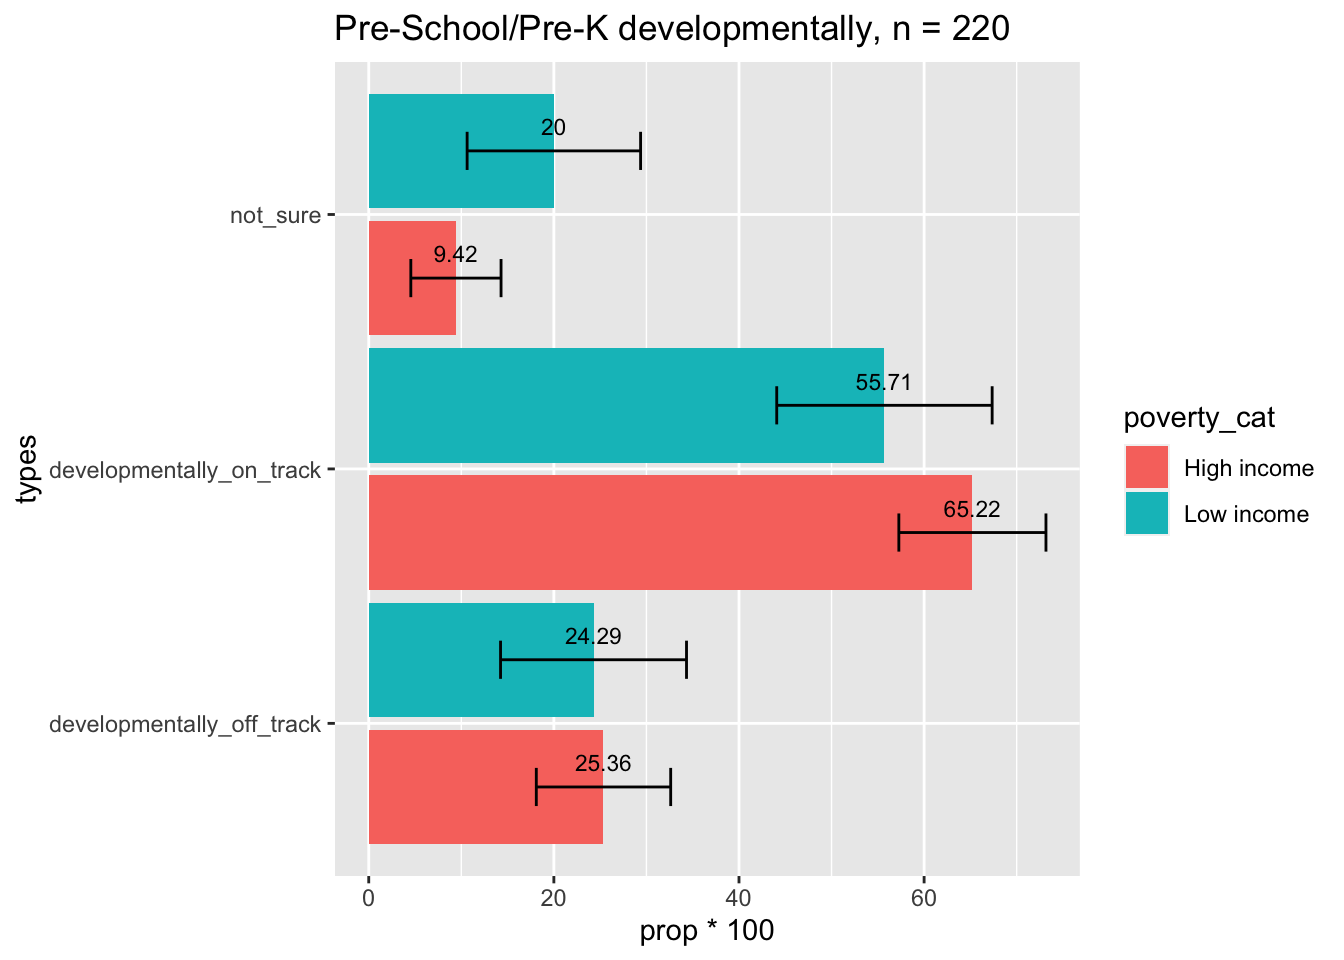 Pre-School/Pre-K developmentally, n = 220
20
not_sure
9.42
55.71
types
developmentally_on_track
65.22
24.29
developmentally_off_track
25.36
0 20 40 60
prop * 100
poverty_cat
High income
Low income